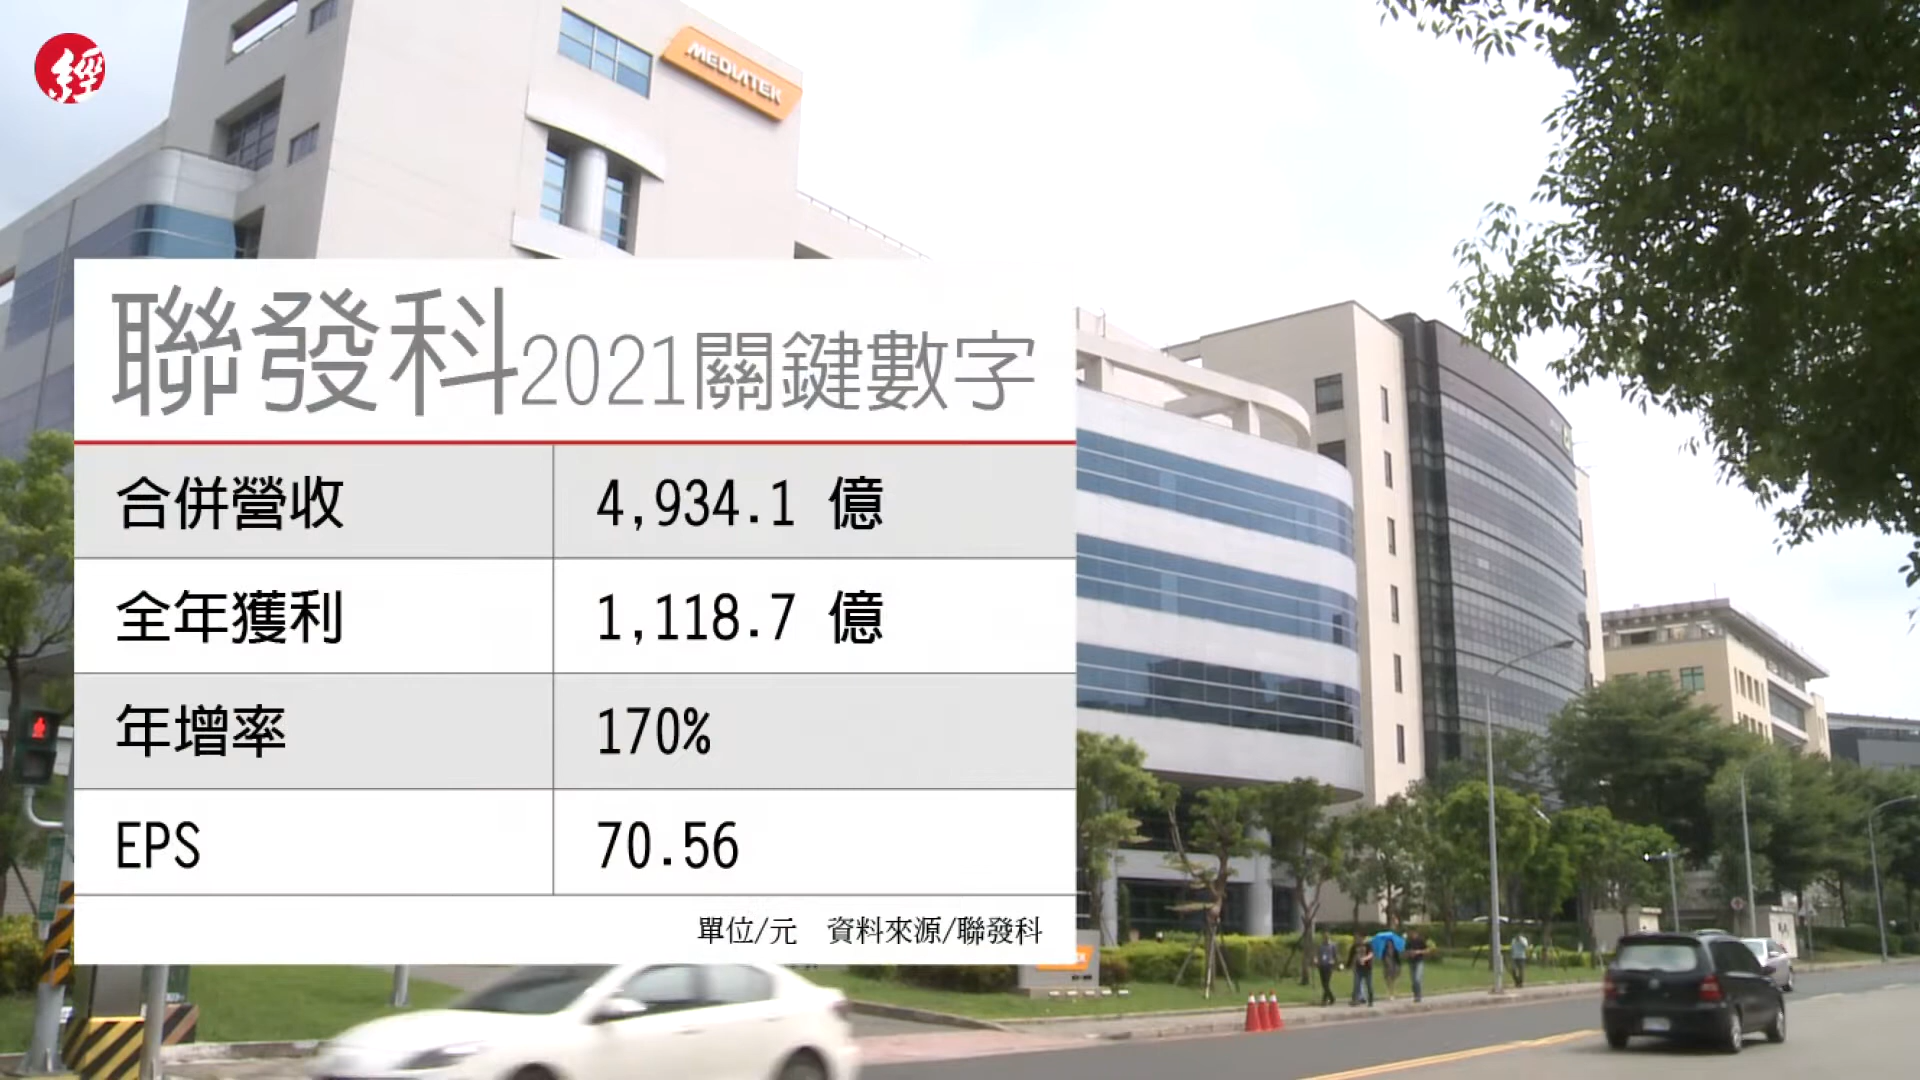 經
MEDIATEK
聯發科2021關鍵數字
合併營收 4,934.1 億
全年獲利 1,118.7 億
年增率 170%
EPS 70.56
單位/元 資料來源/聯發科